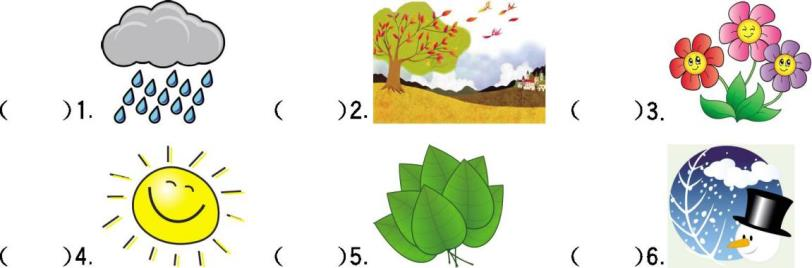 (    )1. (    )2. (    )3.
(    )4. (    )5. (    )6.